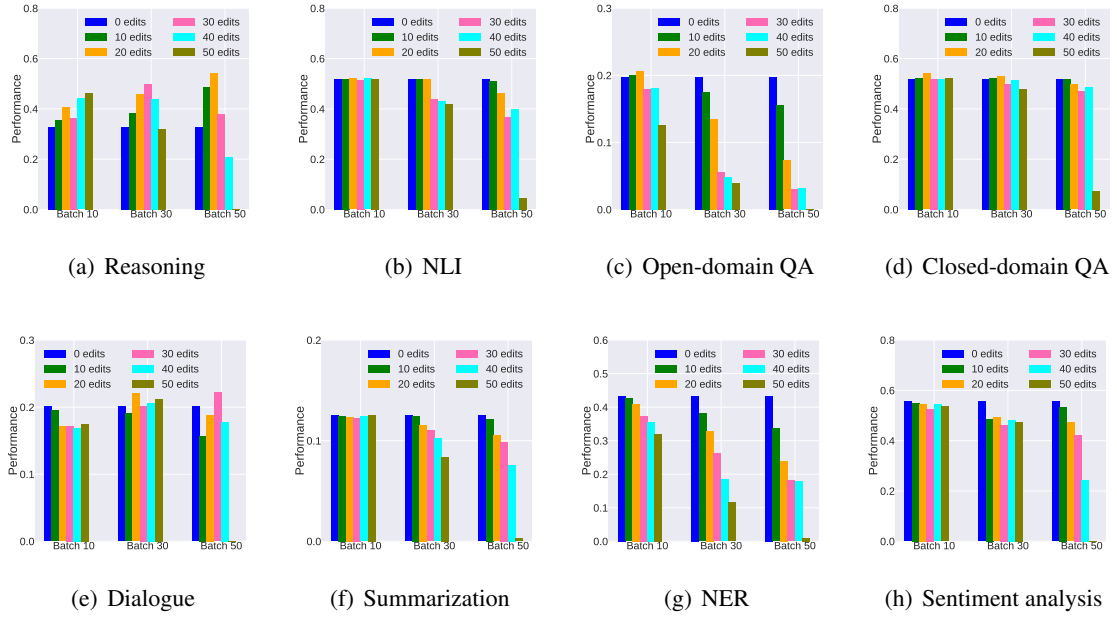 0.8
0.6
0.4
0.2
0.0
Performance
0 edits
10 edits
20 edits
30 edits
40 edits
50 edits
Batch 10
Batch 30
Batch 50
(a) Reasoning
0.8
0.6
0.4
0.2
0.0
Performance
0 edits
10 edits
20 edits
30 edits
40 edits
50 edits
Batch 10
Batch 30
Batch 50
(b) NLI
0.3
0.2
0.1
0.0
Performance
0 edits
10 edits
20 edits
30 edits
40 edits
50 edits
Batch 10
Batch 30
Batch 50
(c) Open-domain QA
0.8
0.6
0.4
0.2
0.0
Performance
0 edits
10 edits
20 edits
30 edits
40 edits
50 edits
Batch 10
Batch 30
Batch 50
(d) Closed-domain QA
0.3
0.2
0.1
0.0
Performance
0 edits
10 edits
20 edits
30 edits
40 edits
50 edits
Batch 10
Batch 30
Batch 50
(e) Dialogue
0.2
0.1
0.0
Performance
0 edits
10 edits
20 edits
30 edits
40 edits
50 edits
Batch 10
Batch 30
Batch 50
(f) Summarization
0.6
0.5
0.4
0.3
0.2
0.1
0.0
Performance
0 edits
10 edits
20 edits
30 edits
40 edits
50 edits
Batch 10
Batch 30
Batch 50
(g) NER
0.8
0.6
0.4
0.2
0.0
Performance
0 edits
10 edits
20 edits
30 edits
40 edits
50 edits
Batch 10
Batch 30
Batch 50
(h) Sentiment analysis